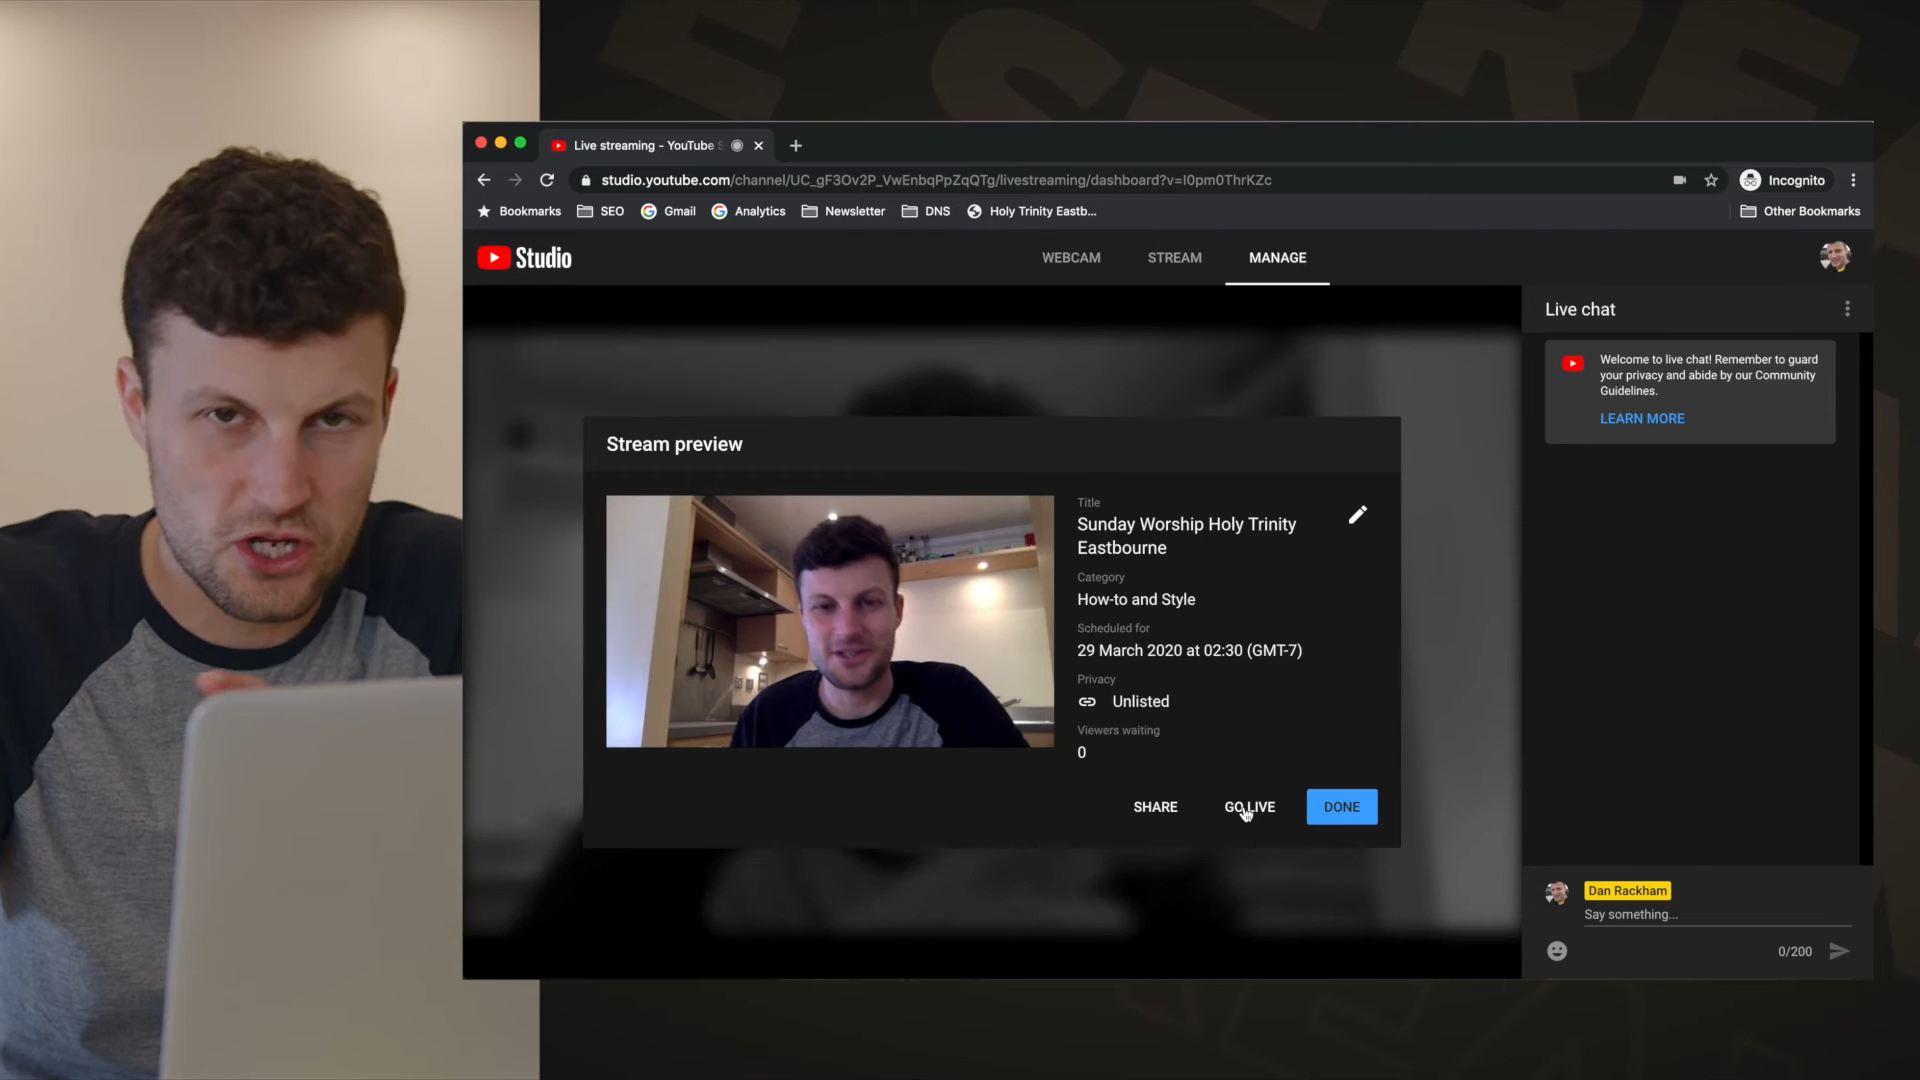 Live streaming - YouTube S
studio.youtube.com/channel/UC_gF3Ov2P_VwEnbqPpZqQTg/livestreaming/dashboard?v=I0pm0ThrKZc
Incognito
Bookmarks SEO Gmail Analytics Newsletter DNS Holy Trinity Eastb... Other Bookmarks
Studio
WEBCAM STREAM MANAGE
Live chat
Welcome to live chat! Remember to guard
your privacy and abide by our Community
Guidelines.
LEARN MORE
Stream preview
Title
Sunday Worship Holy Trinity
Eastbourne
Category
How-to and Style
Scheduled for
29 March 2020 at 02:30 (GMT-7)
Privacy
Unlisted
Viewers waiting
0
SHARE GO LIVE DONE
Dan Rackham
Say something...
0/200